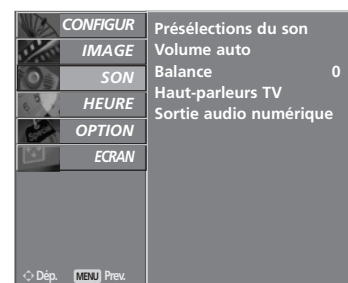 CONFIGUR
IMAGE
SON
HEURE
OPTION
ECRAN
Présélections du son
Volume auto
Balance 0
Haut-parleurs TV
Sortie audio numérique
Dép. MENU Prev.